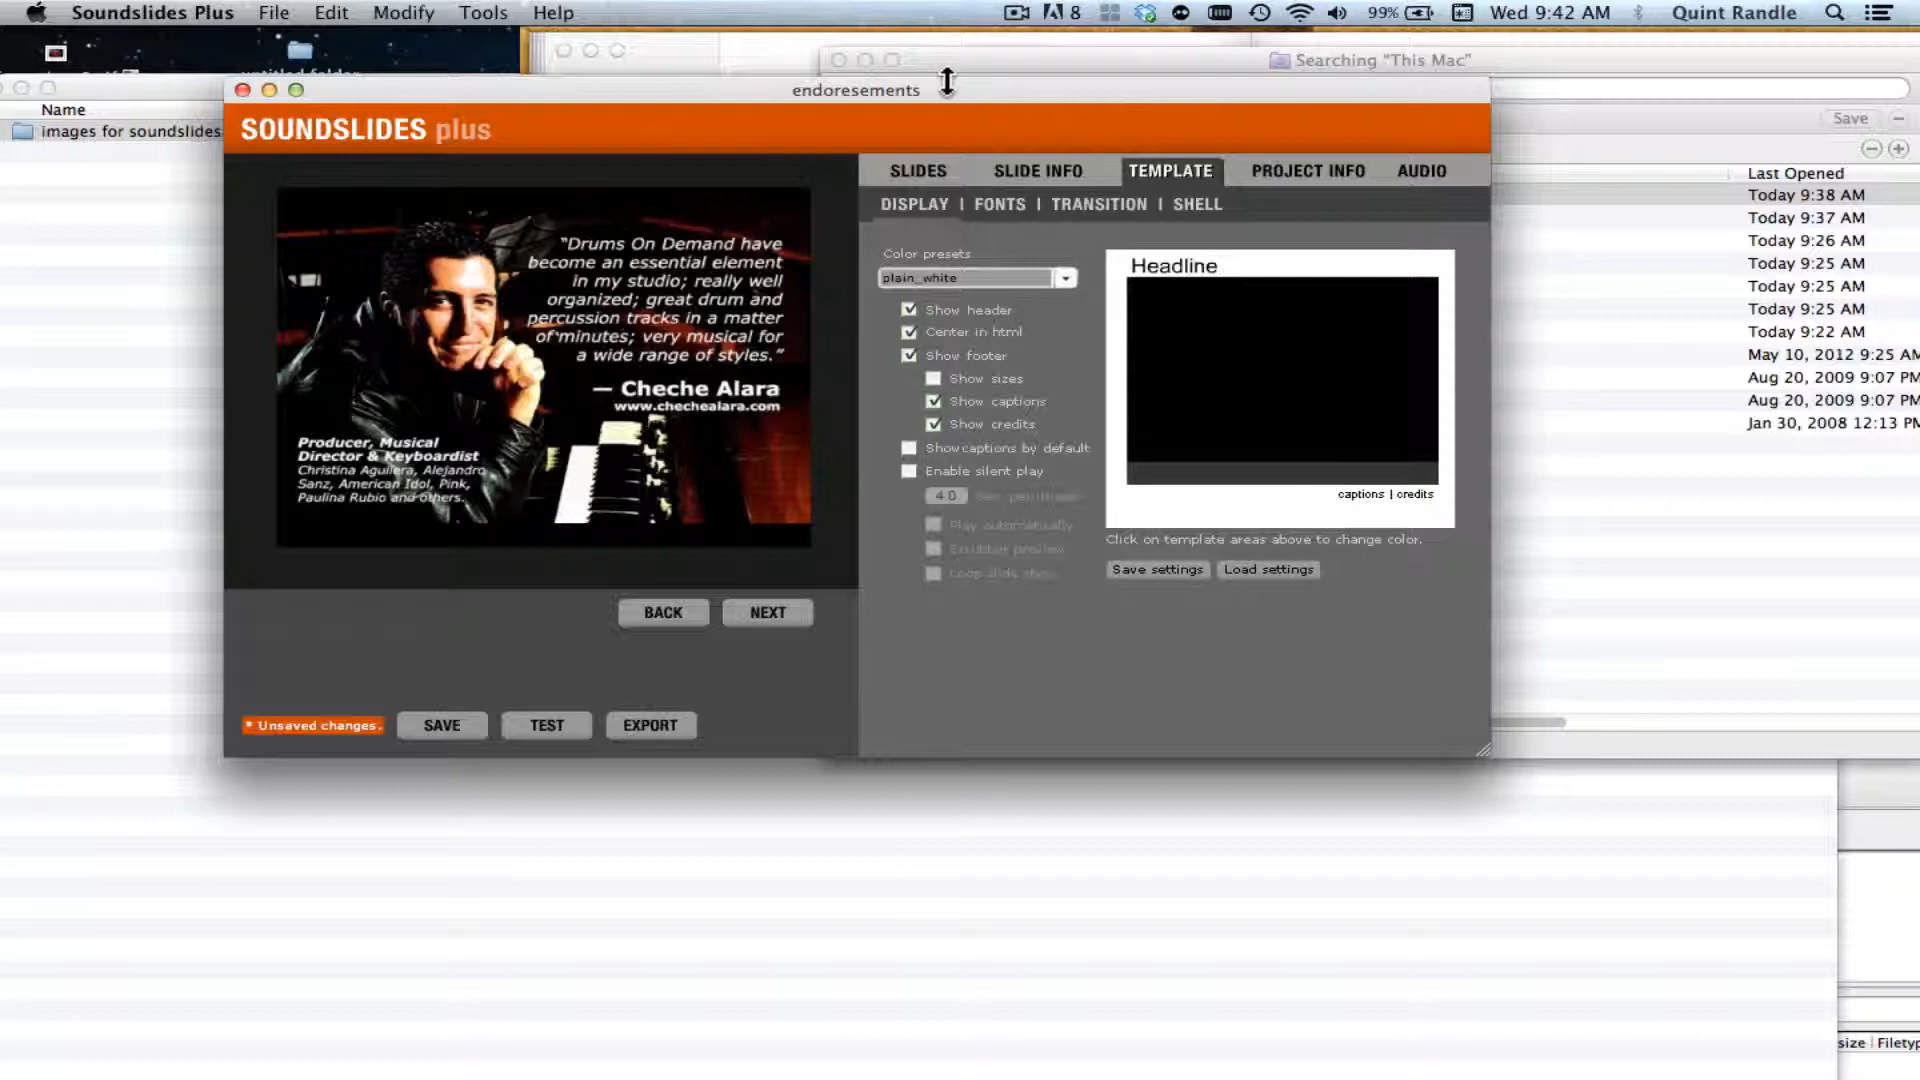 Soundslides Plus File Edit Modify Tools Help
8 99% Wed 9:42 AM Quint Randle
Searching "This Mac"
endoresements
Name
images for soundslides
Save
SOUNDSLIDES plus
SLIDES SLIDE INFO TEMPLATE PROJECT INFO AUDIO
DISPLAY | FONTS | TRANSITION | SHELL
Last Opened
Today 9:38 AM
Today 9:37 AM
Today 9:26 AM
Today 9:25 AM
Today 9:25 AM
Today 9:25 AM
Today 9:22 AM
May 10, 2012 9:25 AM
Aug 20, 2009 9:07 PM
Aug 20, 2009 9:07 PM
Jan 30, 2008 12:13 PM
"Drums On Demand have
become an essential element
in my studio; really well
organized; great drum and
percussion tracks in a matter
of minutes; very musical for
a wide range of styles."
— Cheche Alara
www.chechealara.com
Producer, Musical
Director & Keyboardist
Christina Aguilera, Alejandro
Sanz, American Idol, Pink,
Paulina Rubio and others.
Color presets
plain_white
Show header
Center in html
Show footer
Show sizes
Show captions
Show credits
Show captions by default
Enable silent play
4.0
Play automatically
Scrubber preview
Loop slide show
Headline
captions | credits
Click on template areas above to change color.
Save settings Load settings
BACK NEXT
* Unsaved changes. SAVE TEST EXPORT
size